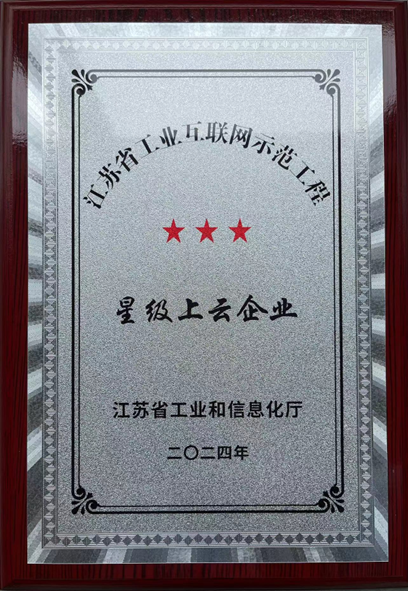 江苏省工业互联网示范工程
★★★
星级上云企业
江苏省工业和信息化厅
二〇二四年